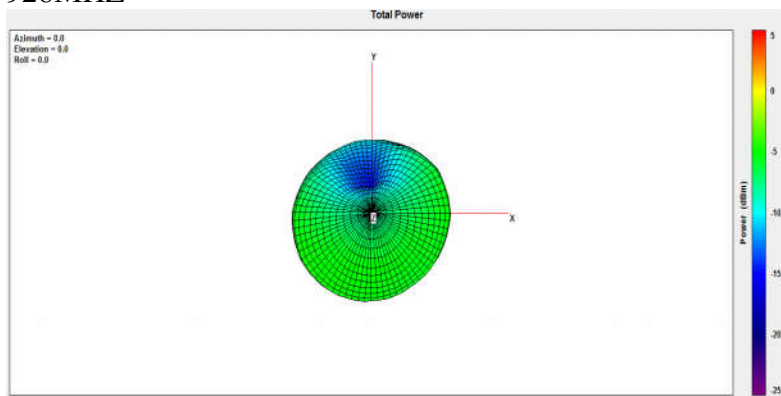 928MHZ
Total Power
Azimuth = 0.0
Elevation = 0.0
Roll = 0.0
Y
X
Z
5
0
-5
-10
-15
-20
-25
Power (dBm)